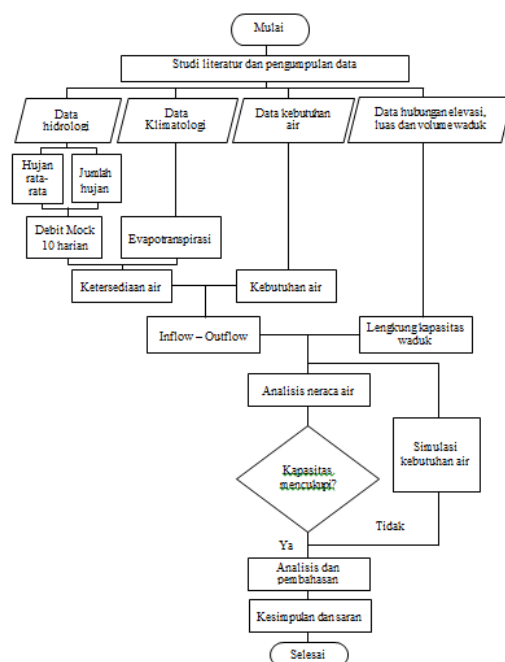 Mulai
Studi literatur dan pengumpulan data
Data
hidrologi
Data
Klimatologi
Data kebutuhan
air
Data hubungan elevasi,
luas dan volume waduk
Hujan
rata-
rata
Jumlah
hujan
Debit Mock
10 harian
Evapotranspirasi
Ketersediaan air
Kebutuhan air
Inflow – Outflow
Lengkung kapasitas
waduk
Analisis neraca air
Simulasi
kebutuhan air
Kapasitas
mencukupi?
Tidak
Ya
Analisis dan
pembahasan
Kesimpulan dan saran
Selesai